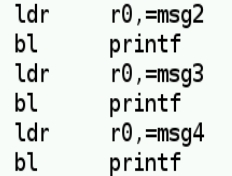 ldr r0,=msg2
bl printf
ldr r0,=msg3
bl printf
ldr r0,=msg4
bl printf